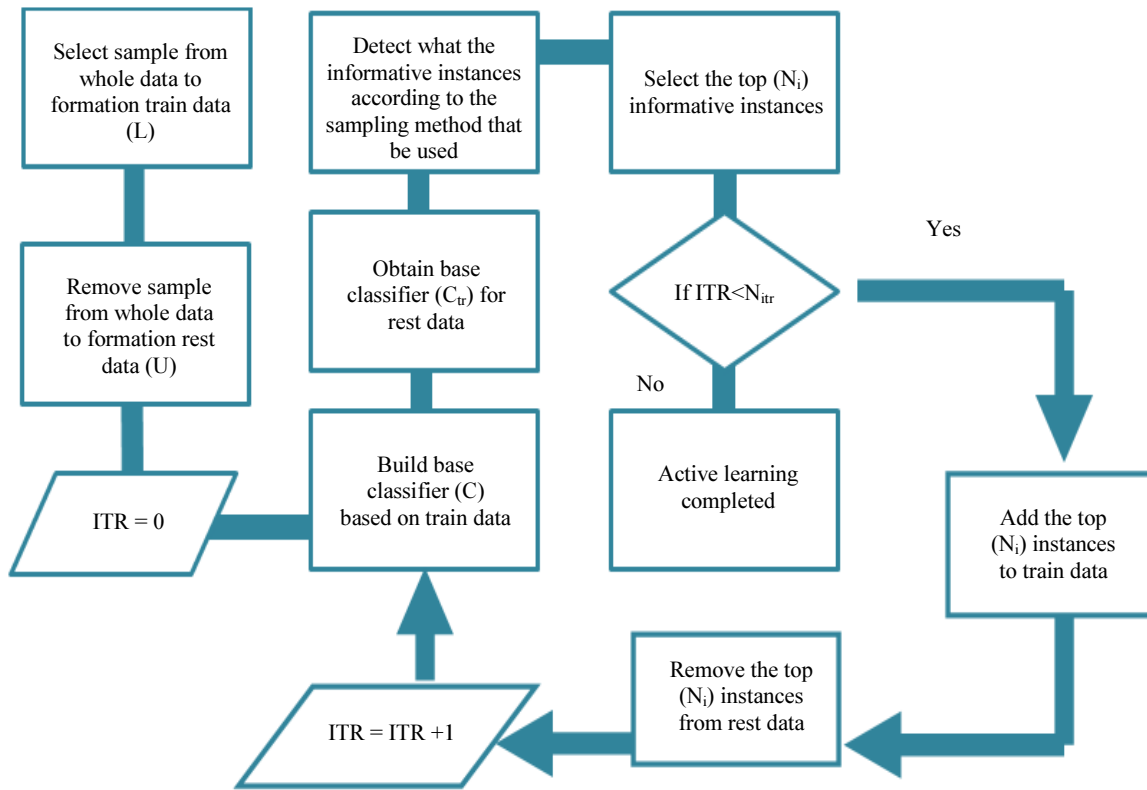 Select sample from
whole data to
formation train data
(L)
Remove sample
from whole data
to formation rest
data (U)
ITR = 0
Build base
classifier (C)
based on train data
Obtain base
classifier (Ctr) for
rest data
Detect what the
informative instances
according to the
sampling method that
be used
Select the top (Ni)
informative instances
If ITR<Nitr
Yes
No
Active learning
completed
Add the top
(Ni) instances
to train data
Remove the top
(Ni) instances
from rest data
ITR = ITR +1